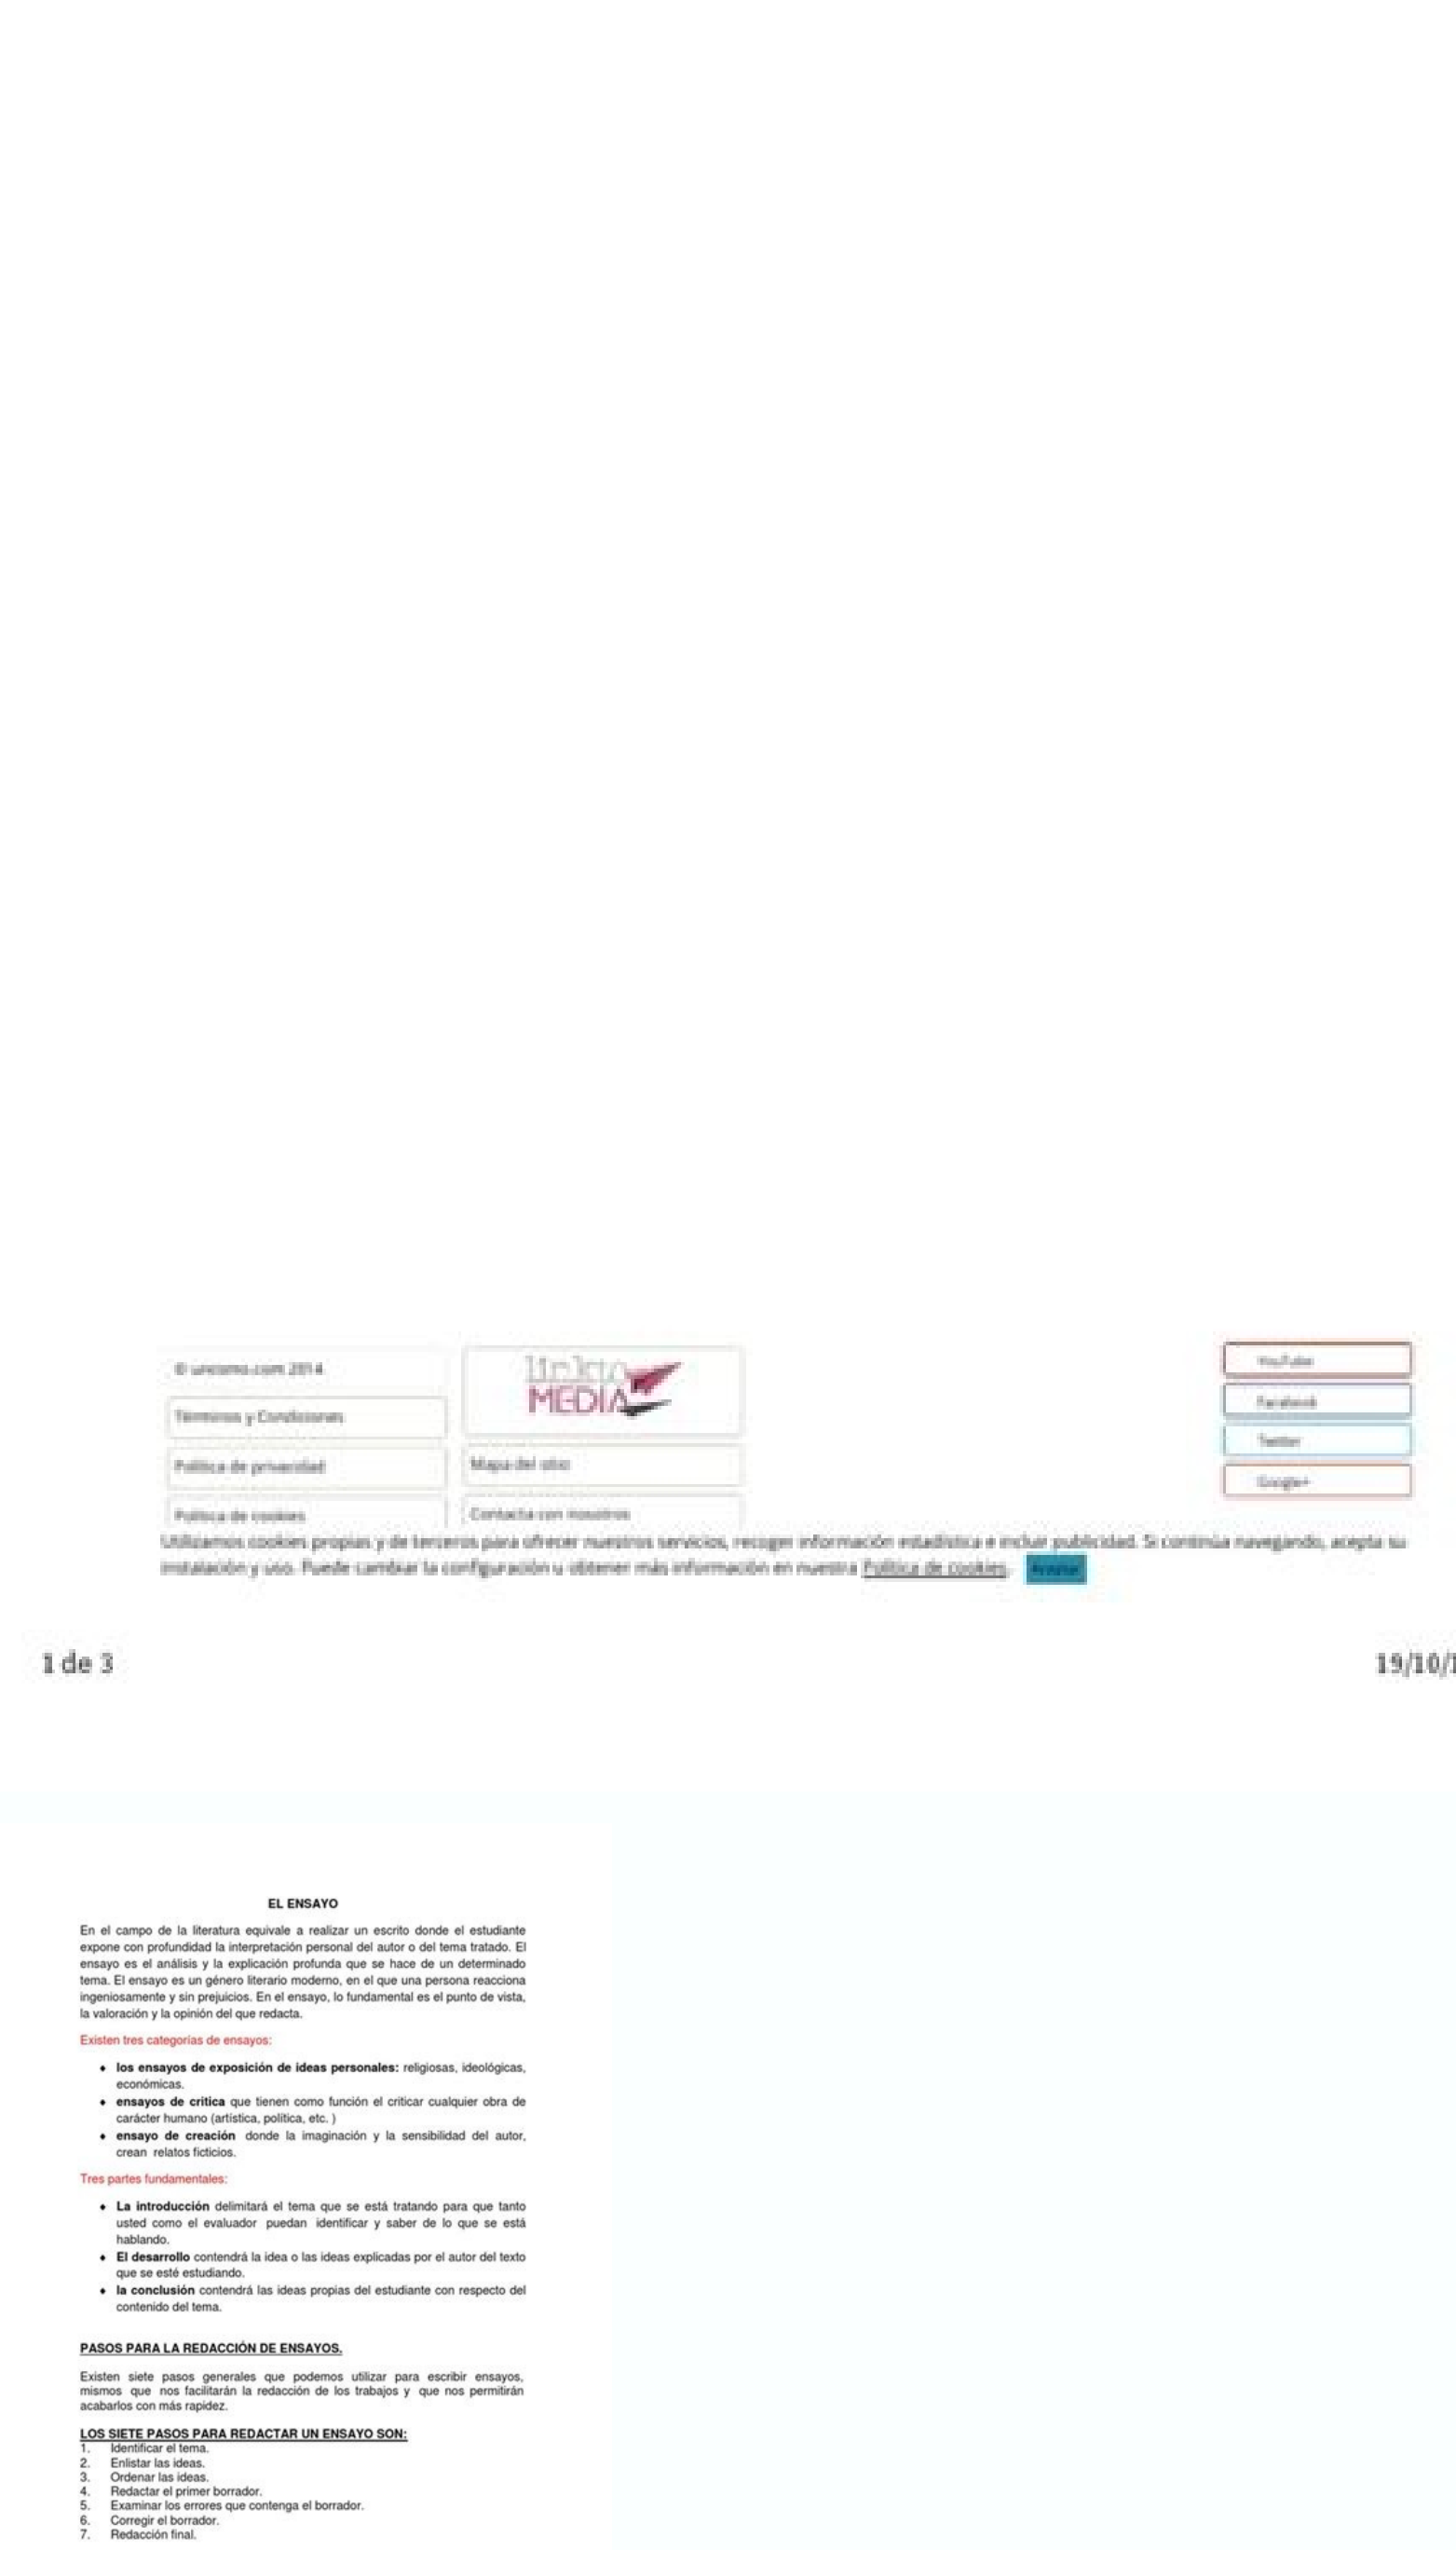 © uncomo.com 2014
Términos y Condiciones
Política de privacidad
Política de cookies
linkto
MEDIA
Mapa del sitio
Contacta con nosotros
YouTube
Facebook
Twitter
Google+
Utilizamos cookies propias y de terceros para ofrecer nuestros servicios, recoger información estadística e incluir publicidad. Si continúa navegando, acepta su
instalación y uso. Puede cambiar la configuración u obtener más información en nuestra Política de cookies. Aceptar
1 de 3
19/10/1
EL ENSAYO
En el campo de la literatura equivale a realizar un escrito donde el estudiante
expone con profundidad la interpretación personal del autor o del tema tratado. El
ensayo es el análisis y la explicación profunda que se hace de un determinado
tema. El ensayo es un género literario moderno, en el que una persona reacciona
ingeniosamente y sin prejuicios. En el ensayo, lo fundamental es el punto de vista,
la valoración y la opinión del que redacta.
Existen tres categorías de ensayos:
• los ensayos de exposición de ideas personales: religiosas, ideológicas,
económicas.
• ensayos de critica que tienen como función el criticar cualquier obra de
carácter humano (artística, política, etc. )
• ensayo de creación donde la imaginación y la sensibilidad del autor,
crean relatos ficticios.
Tres partes fundamentales:
• La introducción delimitará el tema que se está tratando para que tanto
usted como el evaluador puedan identificar y saber de lo que se está
hablando.
• El desarrollo contendrá la idea o las ideas explicadas por el autor del texto
que se esté estudiando.
• la conclusión contendrá las ideas propias del estudiante con respecto del
contenido del tema.
PASOS PARA LA REDACCIÓN DE ENSAYOS.
Existen siete pasos generales que podemos utilizar para escribir ensayos,
mismos que nos facilitarán la redacción de los trabajos y que nos permitirán
acabarlos con más rapidez.
LOS SIETE PASOS PARA REDACTAR UN ENSAYO SON:
1. Identificar el tema.
2. Enlistar las ideas.
3. Ordenar las ideas.
4. Redactar el primer borrador.
5. Examinar los errores que contenga el borrador.
6. Corregir el borrador.
7. Redacción final.